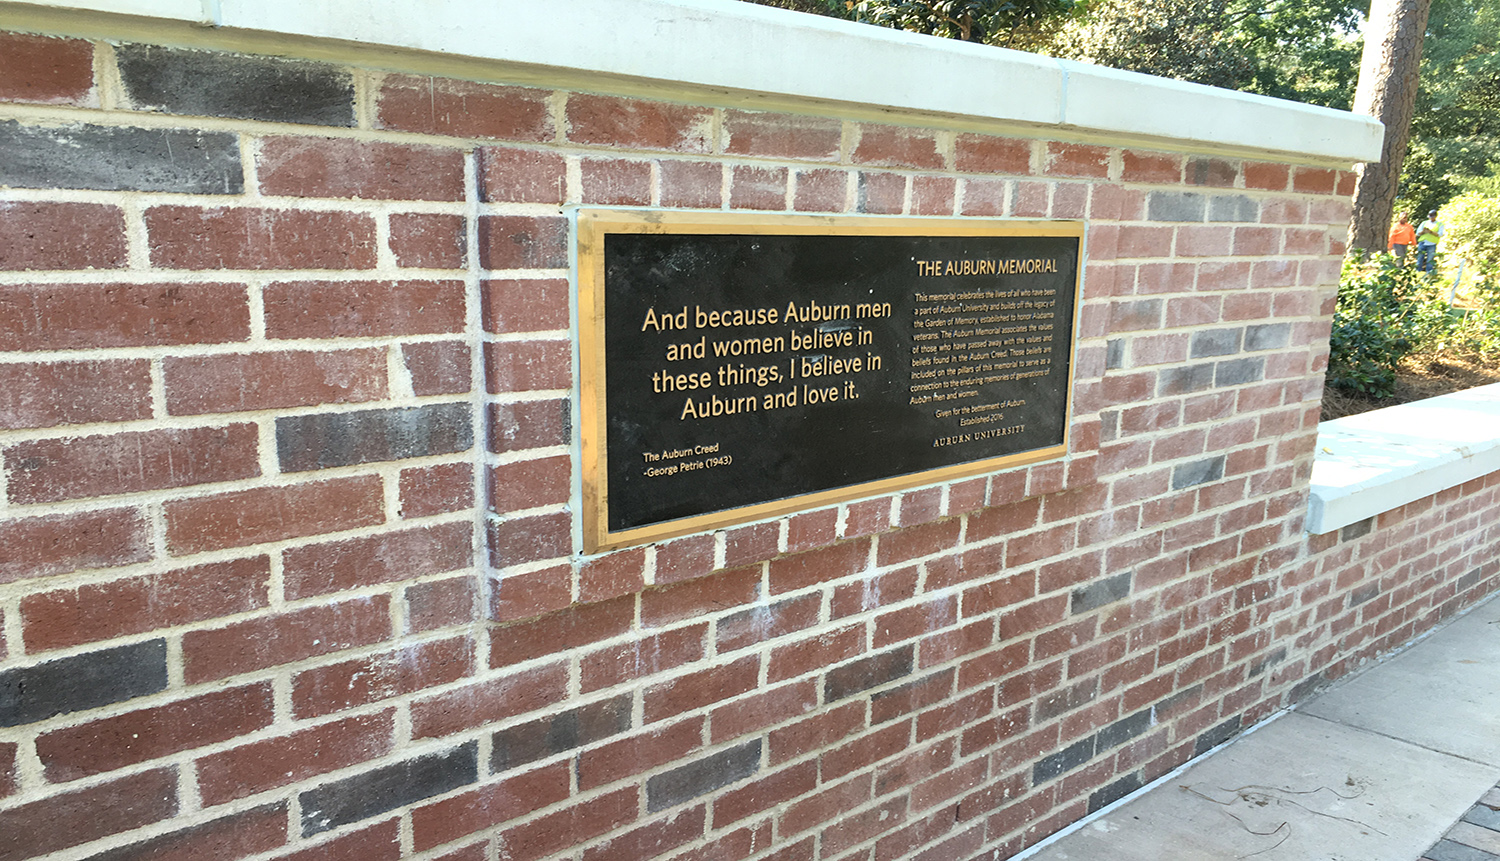 And because Auburn men
and women believe in
these things, I believe in
Auburn and love it.
The Auburn Creed
-George Petrie (1943)
THE AUBURN MEMORIAL
This memorial celebrates the lives of all who have been
a part of Auburn University and builds off the legacy of
the Garden of Memory, established to honor Alabama
veterans. The Auburn Memorial associates the values
of those who have passed away with the values and
beliefs found in the Auburn Creed. Those beliefs are
included on the pillars of this memorial to serve as a
connection to the enduring memories of generations of
Auburn men and women.
Given for the betterment of Auburn.
Established 2016
AUBURN UNIVERSITY